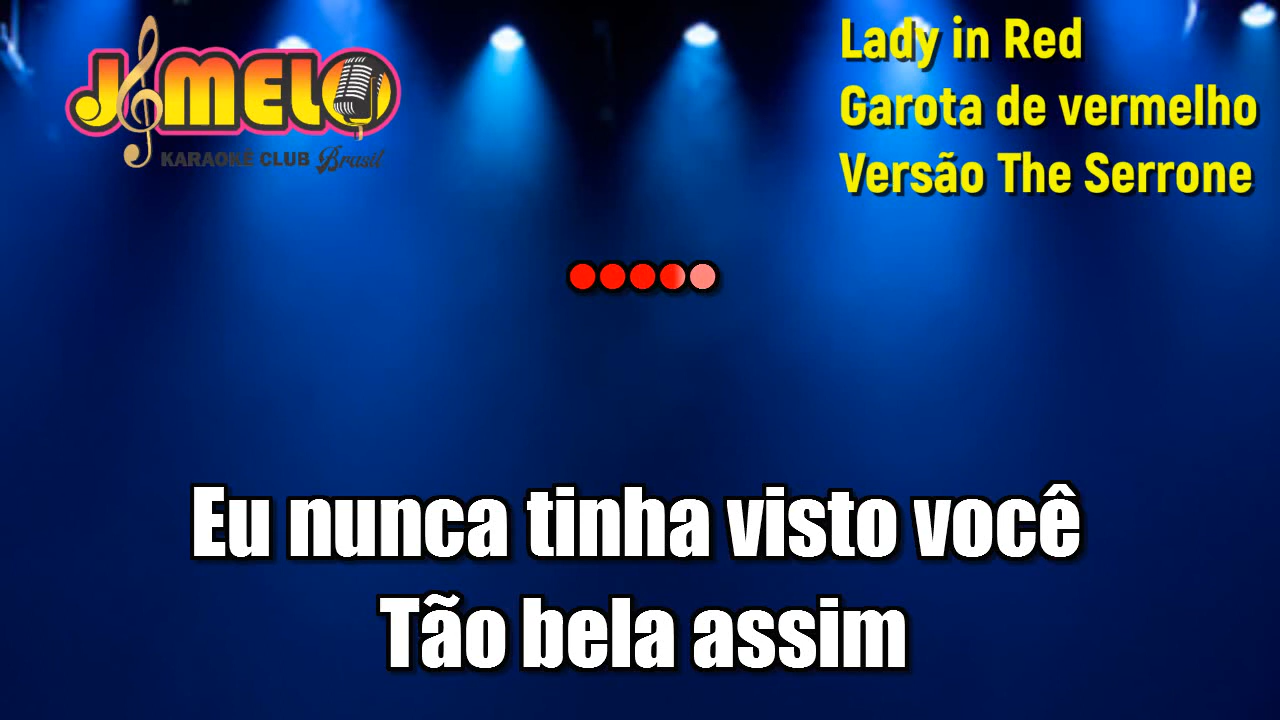 J MELO
KARAOKÊ CLUB Brasil
Lady in Red
Garota de vermelho
Versão The Serrone
Eu nunca tinha visto você
Tão bela assim